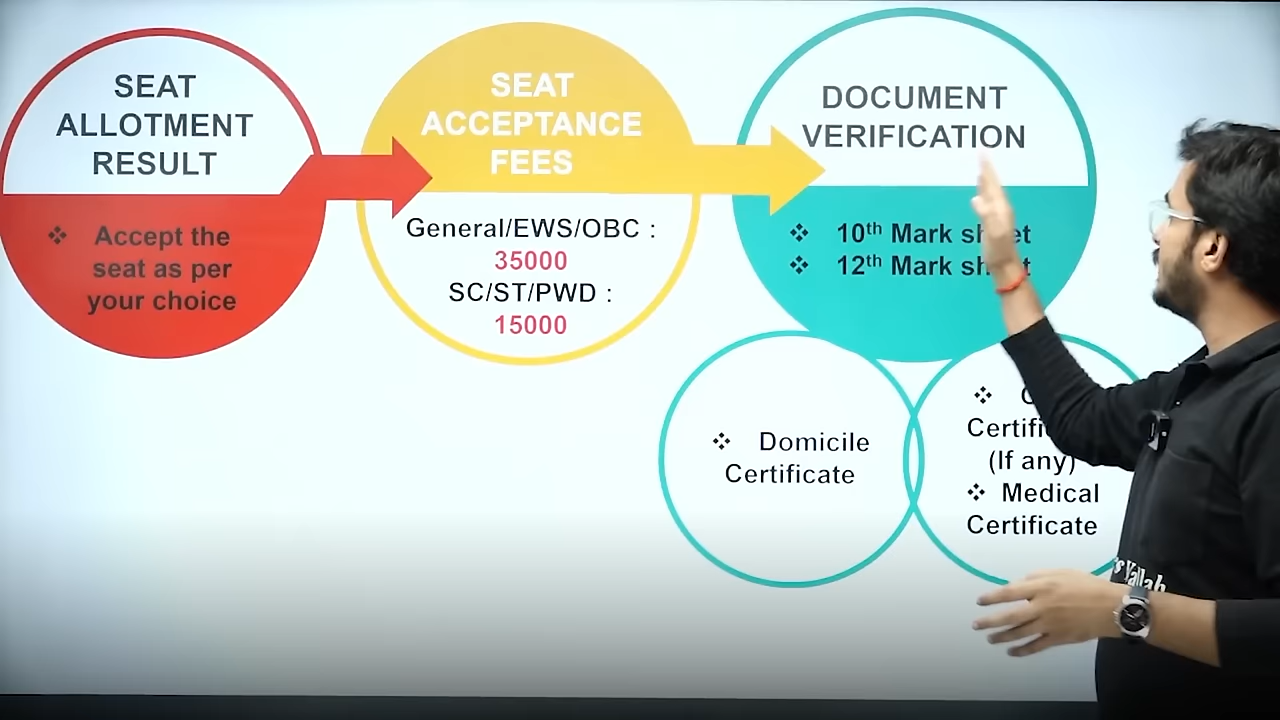 SEAT
ALLOTMENT
RESULT
❖ Accept the
seat as per
your choice
SEAT
ACCEPTANCE
FEES
General/EWS/OBC :
35000
SC/ST/PWD :
15000
DOCUMENT
VERIFICATION
❖ 10th Mark
❖ 12th Mark
❖ Domicile
Certificate
❖
(If any)
❖ Medical
Certificate